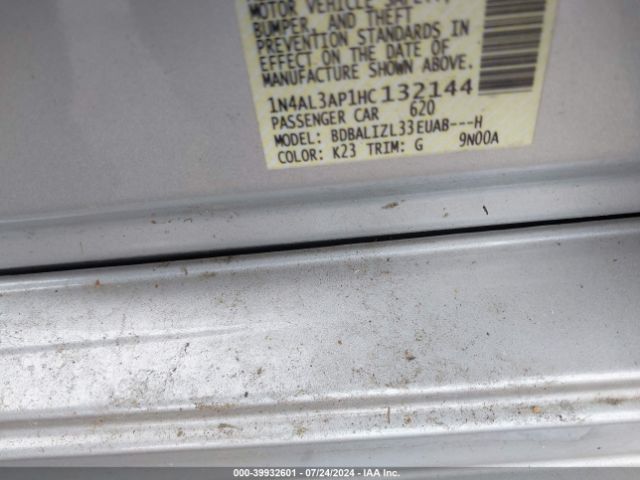 MOTOR VEHICLE SAFETY,
BUMPER, AND THEFT
PREVENTION STANDARDS IN
EFFECT ON THE DATE OF
MANUFACTURE SHOWN ABOVE.
1N4AL3AP1HC132144
PASSENGER CAR 620
MODEL: BDBALIZL33EUAB---H
COLOR: K23 TRIM: G 9N00A
000-39932601 - 07/24/2024 - IAA Inc.